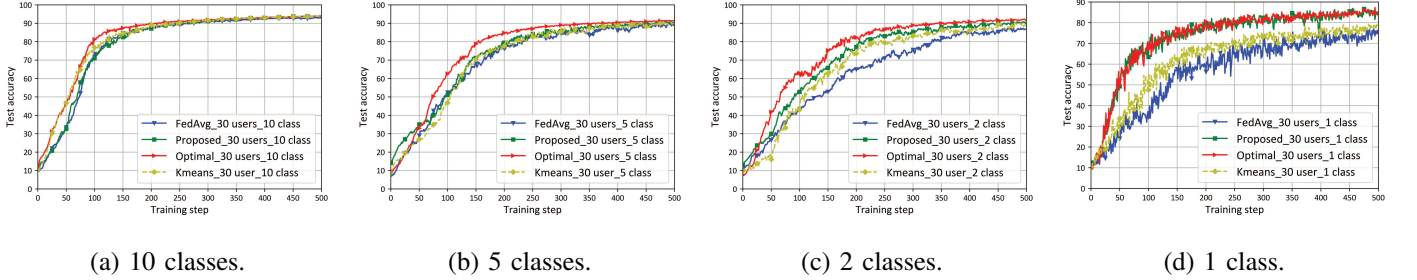 100
90
80
70
60
50
40
30
20
10
0
Test accuracy
FedAvg_30 users_10 class
Proposed_30 users_10 class
Optimal_30 users_10 class
Kmeans_30 user_10 class
0 50 100 150 200 250 300 350 400 450 500
Training step
(a) 10 classes.
100
90
80
70
60
50
40
30
20
10
0
Test accuracy
FedAvg_30 users_5 class
Proposed_30 users_5 class
Optimal_30 users_5 class
Kmeans_30 user_5 class
0 50 100 150 200 250 300 350 400 450 500
Training step
(b) 5 classes.
100
90
80
70
60
50
40
30
20
10
0
Test accuracy
FedAvg_30 users_2 class
Proposed_30 users_2 class
Optimal_30 users_2 class
Kmeans_30 user_2 class
0 50 100 150 200 250 300 350 400 450 500
Training step
(c) 2 classes.
90
80
70
60
50
40
30
20
10
0
Test accuracy
FedAvg_30 users_1 class
Proposed_30 users_1 class
Optimal_30 users_1 class
Kmeans_30 user_1 class
0 50 100 150 200 250 300 350 400 450 500
Training step
(d) 1 class.